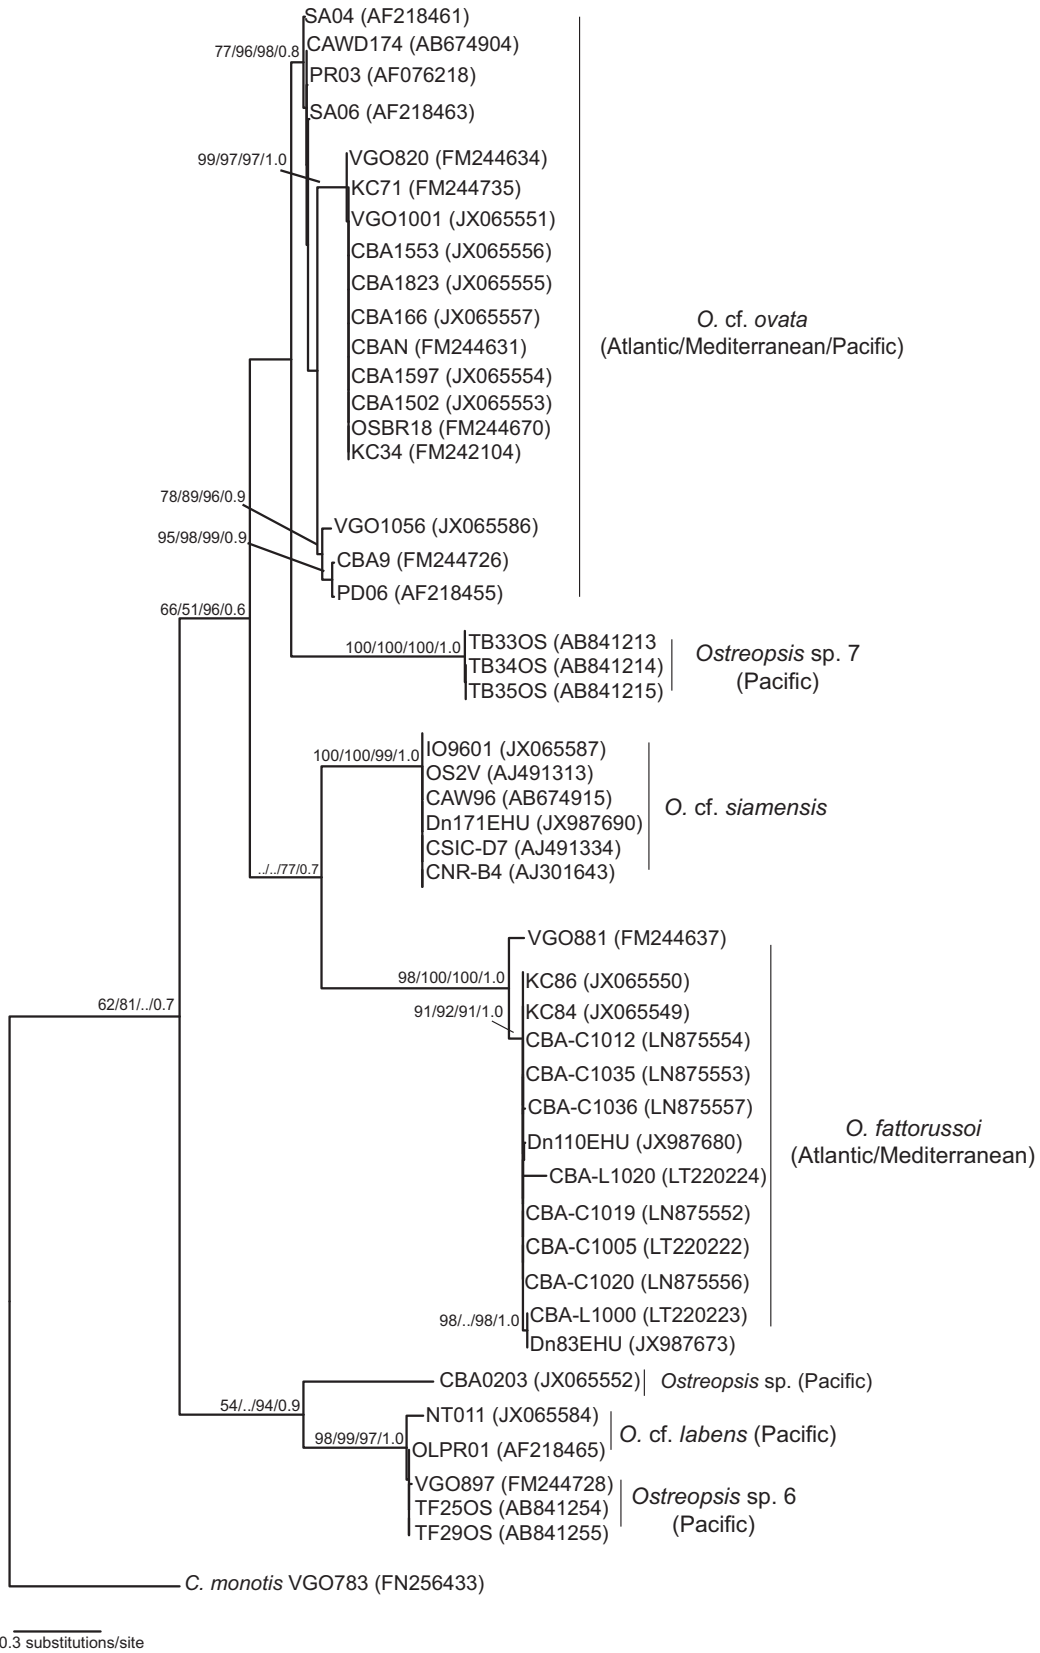 SA04 (AF218461)
77/96/98/0.8
CAWD174 (AB674904)
PR03 (AF076218)
SA06 (AF218463)
99/97/97/1.0
VGO820 (FM244634)
KC71 (FM244735)
VGO1001 (JX065551)
CBA1553 (JX065556)
CBA1823 (JX065555)
CBA166 (JX065557)
CBAN (FM244631)
CBA1597 (JX065554)
CBA1502 (JX065553)
OSBR18 (FM244670)
KC34 (FM242104)
O. cf. ovata
(Atlantic/Mediterranean/Pacific)
78/89/96/0.9
VGO1056 (JX065586)
95/98/99/0.9
CBA9 (FM244726)
PD06 (AF218455)
66/51/96/0.6
100/100/100/1.0
TB33OS (AB841213
TB34OS (AB841214)
TB35OS (AB841215)
Ostreopsis sp. 7
(Pacific)
100/100/99/1.0
IO9601 (JX065587)
OS2V (AJ491313)
CAW96 (AB674915)
Dn171EHU (JX987690)
CSIC-D7 (AJ491334)
CNR-B4 (AJ301643)
O. cf. siamensis
../../77/0.7
VGO881 (FM244637)
98/100/100/1.0
KC86 (JX065550)
91/92/91/1.0
KC84 (JX065549)
CBA-C1012 (LN875554)
CBA-C1035 (LN875553)
CBA-C1036 (LN875557)
Dn110EHU (JX987680)
CBA-L1020 (LT220224)
CBA-C1019 (LN875552)
CBA-C1005 (LT220222)
CBA-C1020 (LN875556)
98/../98/1.0
CBA-L1000 (LT220223)
Dn83EHU (JX987673)
O. fattorussoi
(Atlantic/Mediterranean)
62/81/../0.7
CBA0203 (JX065552)
Ostreopsis sp. (Pacific)
54/../94/0.9
98/99/97/1.0
NT011 (JX065584)
OLPR01 (AF218465)
O. cf. labens (Pacific)
VGO897 (FM244728)
TF25OS (AB841254)
TF29OS (AB841255)
Ostreopsis sp. 6
(Pacific)
C. monotis VGO783 (FN256433)
0.3 substitutions/site